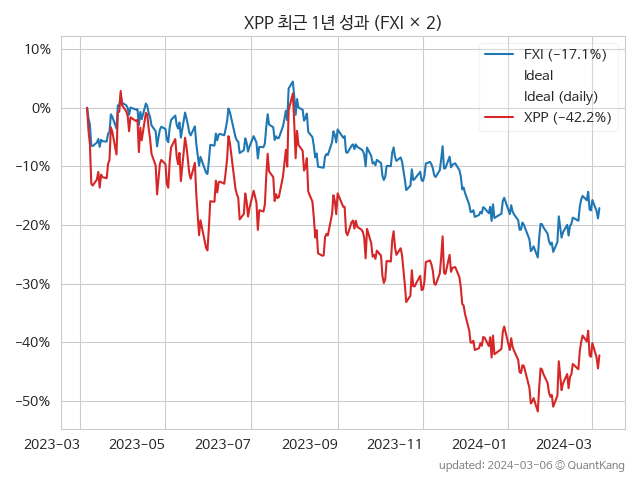 XPP 최근 1년 성과 (FXI × 2)
FXI (−17.1%)
Ideal
Ideal (daily)
XPP (−42.2%)
10%
0%
−10%
−20%
−30%
−40%
−50%
2023−03 2023−05 2023−07 2023−09 2023−11 2024−01 2024−03
updated: 2024−03−06 © QuantKang